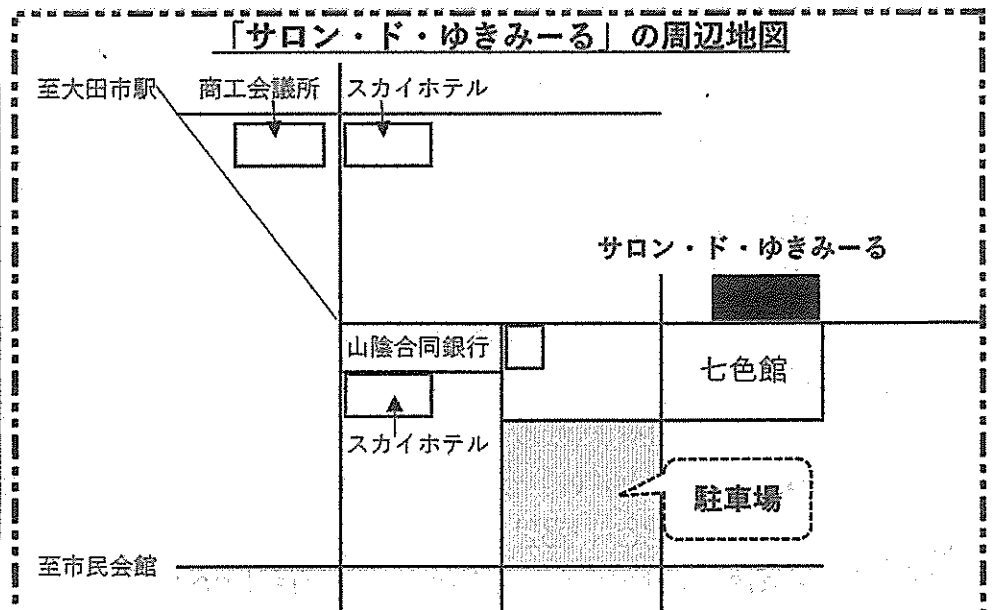 「サロン・ド・ゆきみーる」の周辺地図
至大田市駅
商工会議所
スカイホテル
サロン・ド・ゆきみーる
山陰合同銀行
七色館
スカイホテル
駐車場
至市民会館